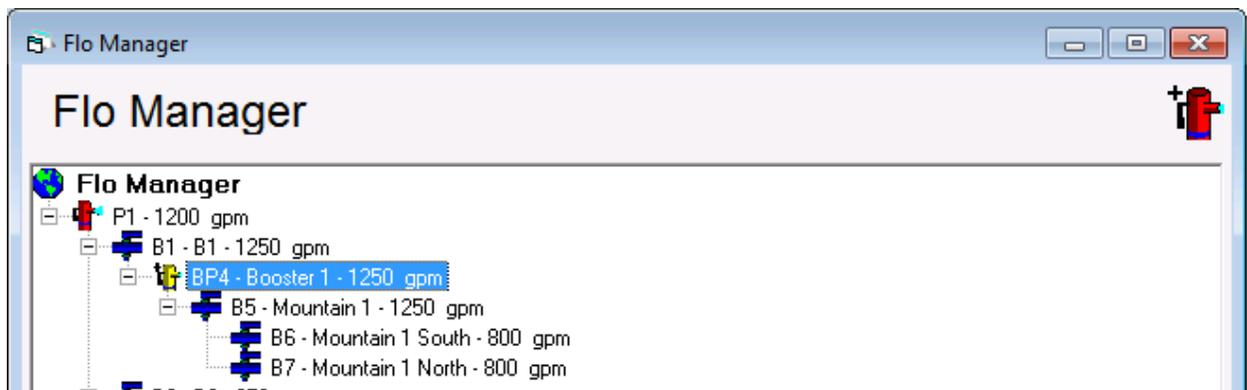 Flo Manager
Flo Manager
Flo Manager
P1 - 1200 gpm
B1 - B1 - 1250 gpm
BP4 - Booster 1 - 1250 gpm
B5 - Mountain 1 - 1250 gpm
B6 - Mountain 1 South - 800 gpm
B7 - Mountain 1 North - 800 gpm